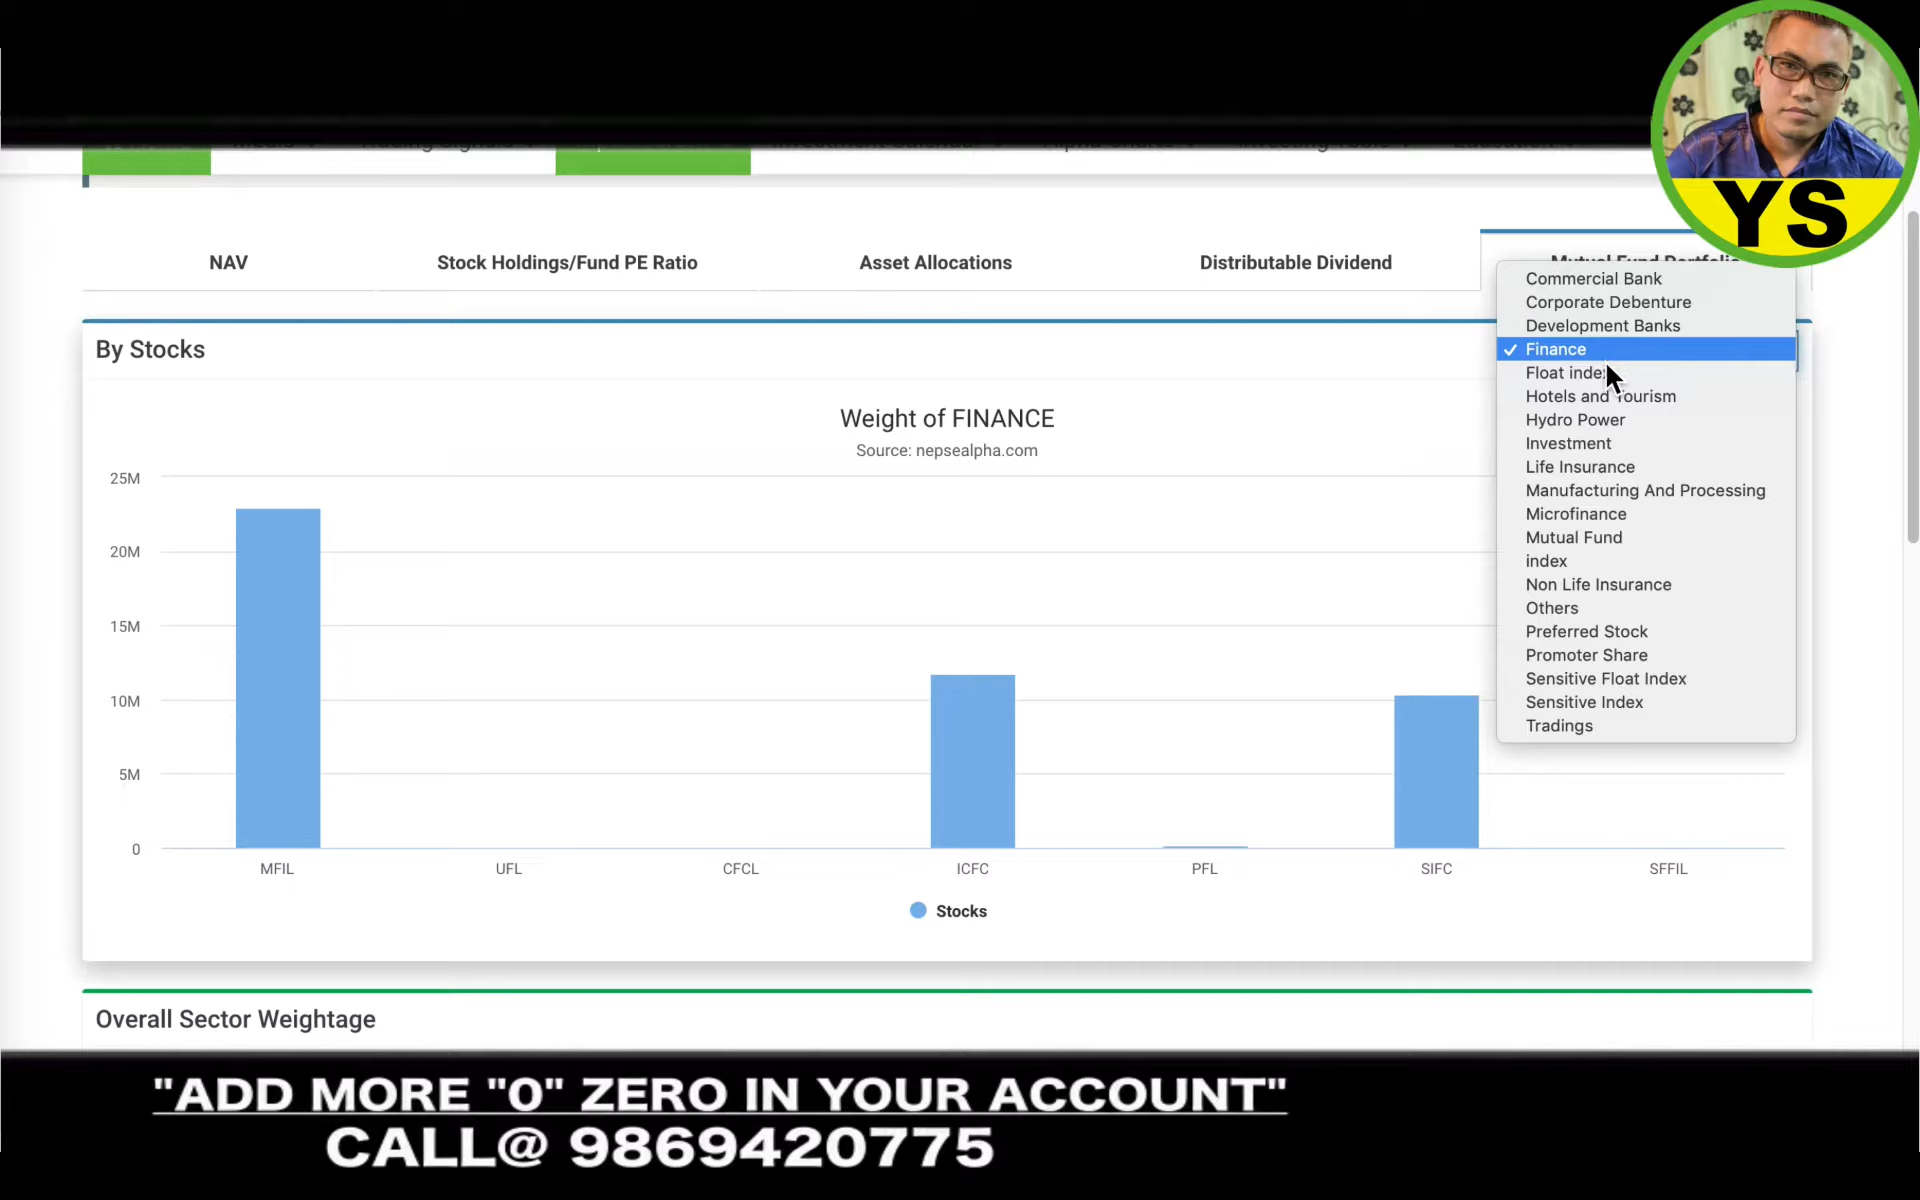 YS
NAV
Stock Holdings/Fund PE Ratio
Asset Allocations
Distributable Dividend
Mutual Fund Portfolio
By Stocks
Commercial Bank
Corporate Debenture
Development Banks
✓ Finance
Float index
Hotels and Tourism
Hydro Power
Investment
Life Insurance
Manufacturing And Processing
Microfinance
Mutual Fund
index
Non Life Insurance
Others
Preferred Stock
Promoter Share
Sensitive Float Index
Sensitive Index
Tradings
Weight of FINANCE
Source: nepsealpha.com
25M
20M
15M
10M
5M
0
MFIL UFL CFCL ICFC PFL SIFC SFFIL
Stocks
Overall Sector Weightage
"ADD MORE "0" ZERO IN YOUR ACCOUNT"
CALL@ 9869420775